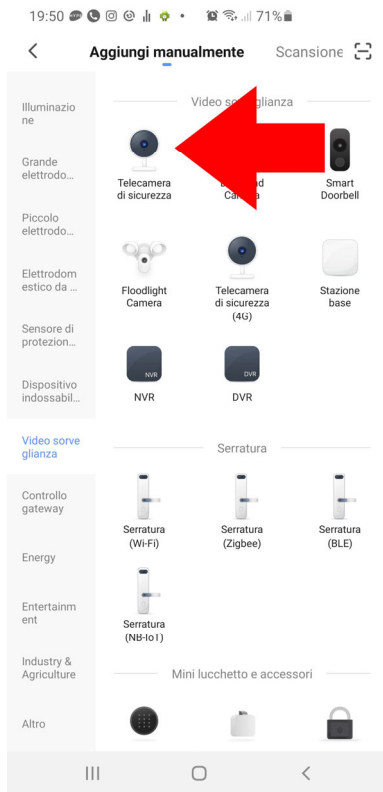 19:50 71%
Aggiungi manualmente Scansione
Illuminazio
ne
Grande
elettrodo...
Piccolo
elettrodo...
Elettrodom
estico da ...
Sensore di
protezion...
Dispositivo
indossabil...
Video sorve
glianza
Controllo
gateway
Energy
Entertainm
ent
Industry &
Agriculture
Altro
Video so glianza
Telecamera
di sicurezza
d
Ca a
Smart
Doorbell
Floodlight
Camera
Telecamera
di sicurezza
(4G)
Stazione
base
NVR
NVR
DVR
DVR
Serratura
Serratura
(Wi-Fi)
Serratura
(Zigbee)
Serratura
(BLE)
Serratura
(NB-IoT)
Mini lucchetto e accessori